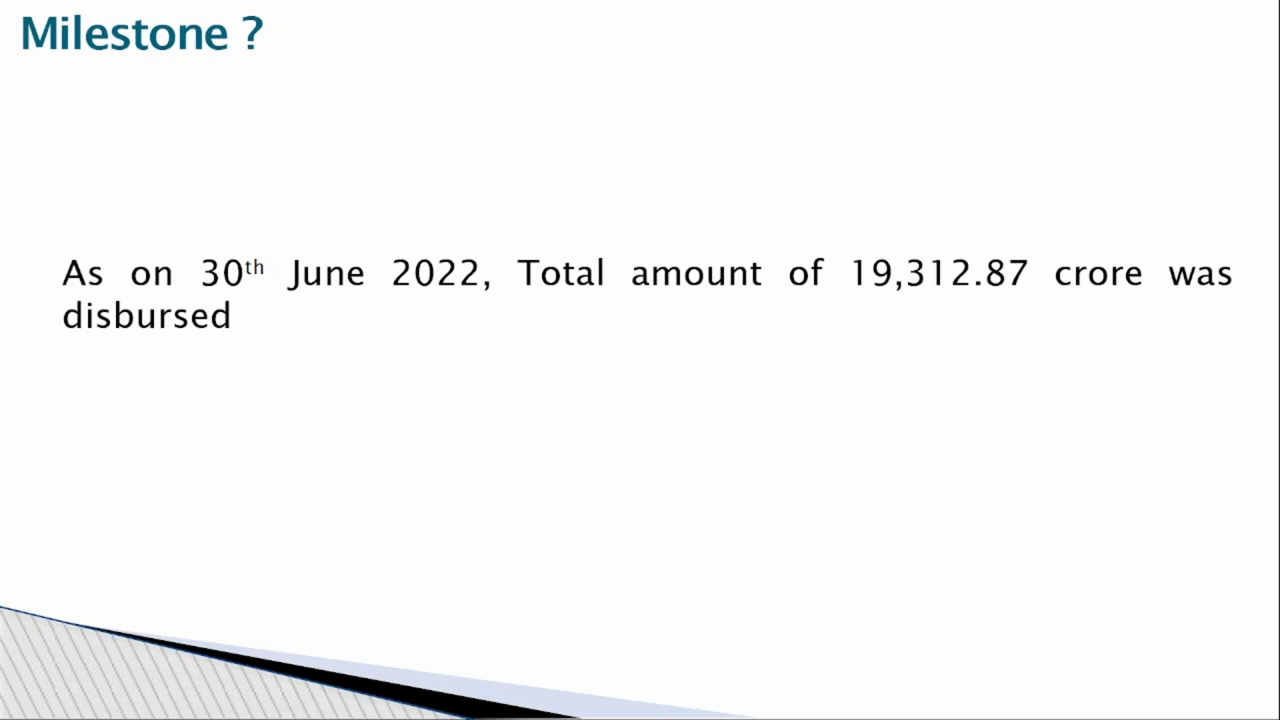 Milestone ?
As on 30th June 2022, Total amount of 19,312.87 crore was
disbursed